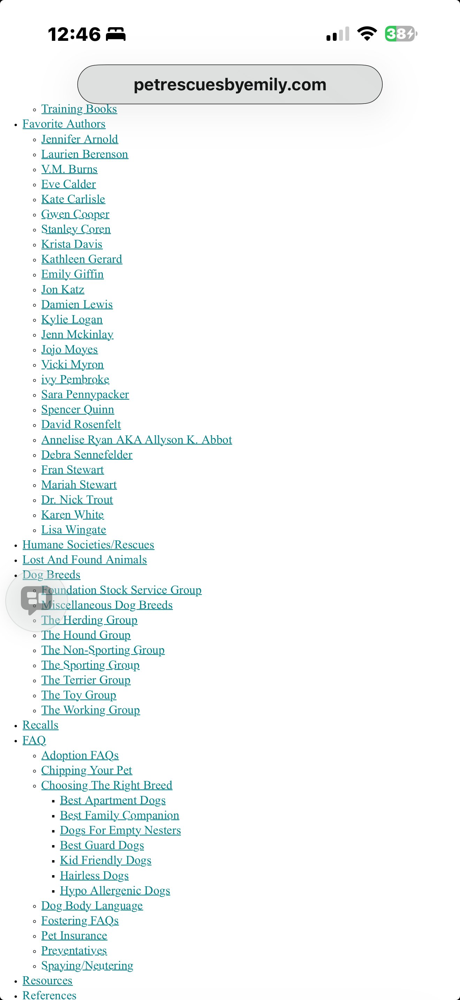 12:46
38
petrescuesbyemily.com
Training Books
Favorite Authors
Jennifer Arnold
Laurien Berenson
V.M. Burns
Eve Calder
Kate Carlisle
Gwen Cooper
Stanley Coren
Krista Davis
Kathleen Gerard
Emily Giffin
Jon Katz
Damien Lewis
Kylie Logan
Jenn Mckinlay
Jojo Moyes
Vicki Myron
ivy Pembroke
Sara Pennypacker
Spencer Quinn
David Rosenfelt
Annelise Ryan AKA Allyson K. Abbot
Debra Sennefelder
Fran Stewart
Mariah Stewart
Dr. Nick Trout
Karen White
Lisa Wingate
Humane Societies/Rescues
Lost And Found Animals
Dog Breeds
Foundation Stock Service Group
Miscellaneous Dog Breeds
The Herding Group
The Hound Group
The Non-Sporting Group
The Sporting Group
The Terrier Group
The Toy Group
The Working Group
Recalls
FAQ
Adoption FAQs
Chipping Your Pet
Choosing The Right Breed
Best Apartment Dogs
Best Family Companion
Dogs For Empty Nesters
Best Guard Dogs
Kid Friendly Dogs
Hairless Dogs
Hypo Allergenic Dogs
Dog Body Language
Fostering FAQs
Pet Insurance
Preventatives
Spaying/Neutering
Resources
References